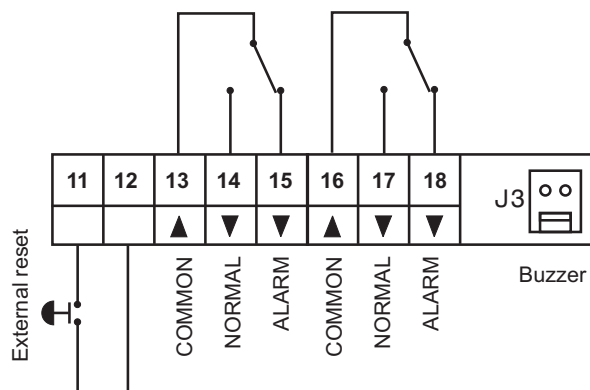 11 12 13 14 15 16 17 18
J3
External reset
COMMON
NORMAL
ALARM
COMMON
NORMAL
ALARM
Buzzer